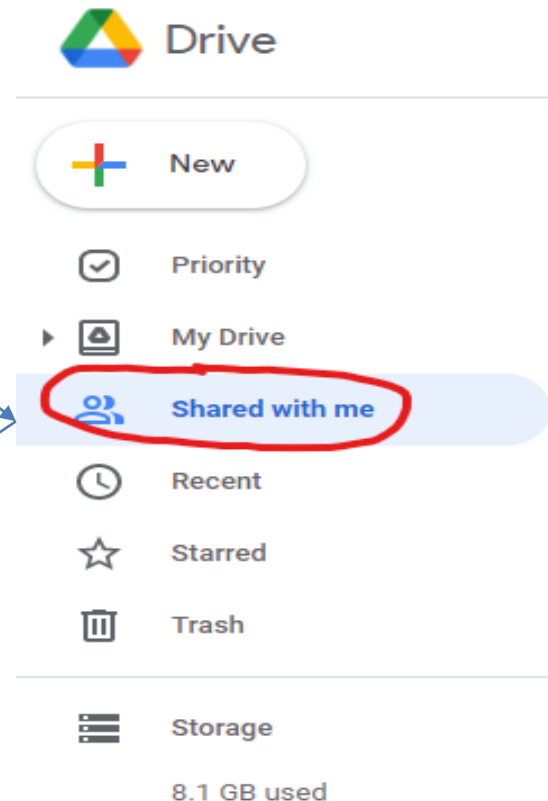 Drive
New
Priority
My Drive
Shared with me
Recent
Starred
Trash
Storage
8.1 GB used